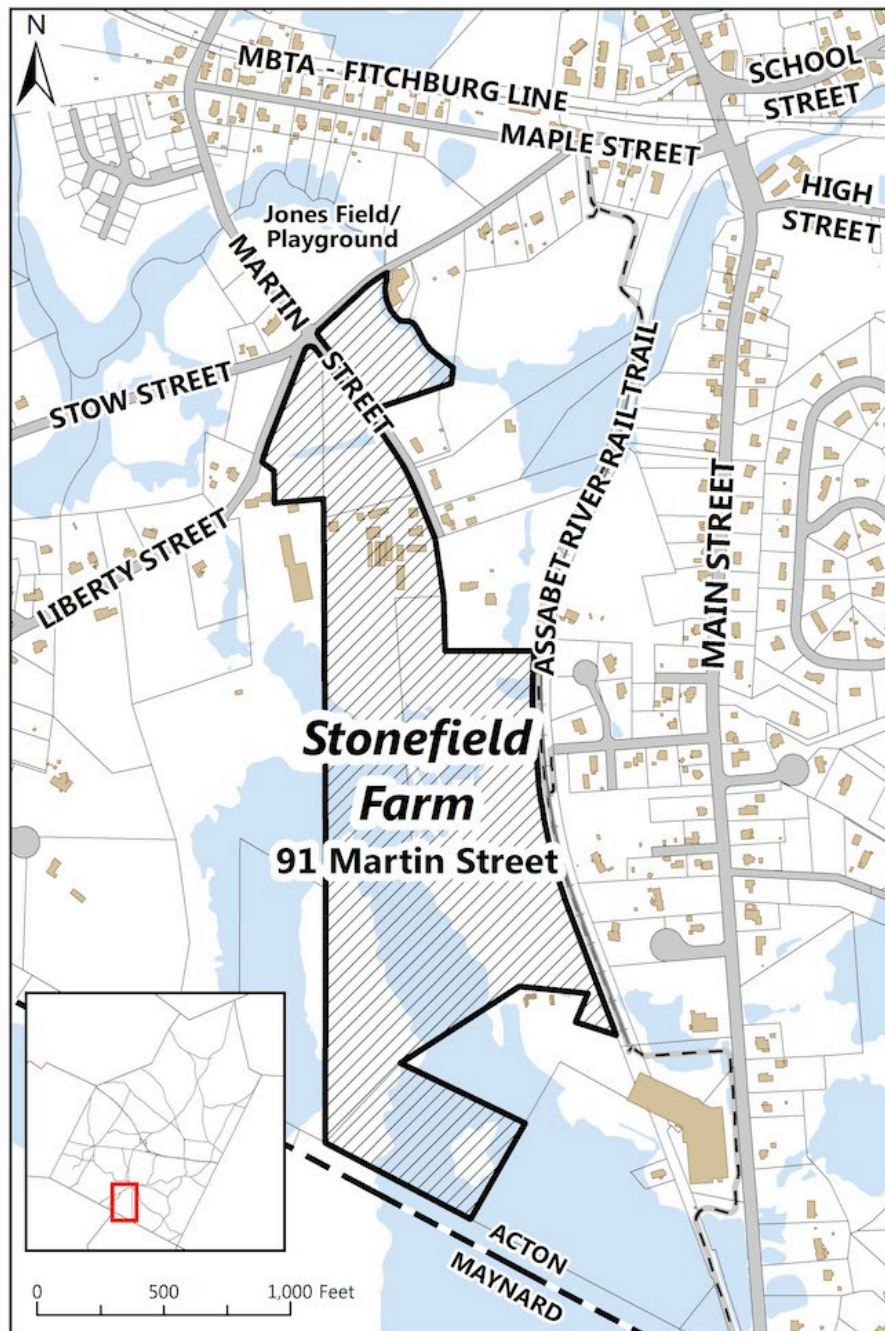 N
MBTA - FITCHBURG LINE
SCHOOL
STREET
MAPLE STREET
HIGH
STREET
Jones Field/
Playground
MARTIN STREET
STOW STREET
ASSABET RIVER RAIL TRAIL
MAIN STREET
LIBERTY STREET
Stonefield
Farm
91 Martin Street
ACTON
MAYNARD
0 500 1,000 Feet